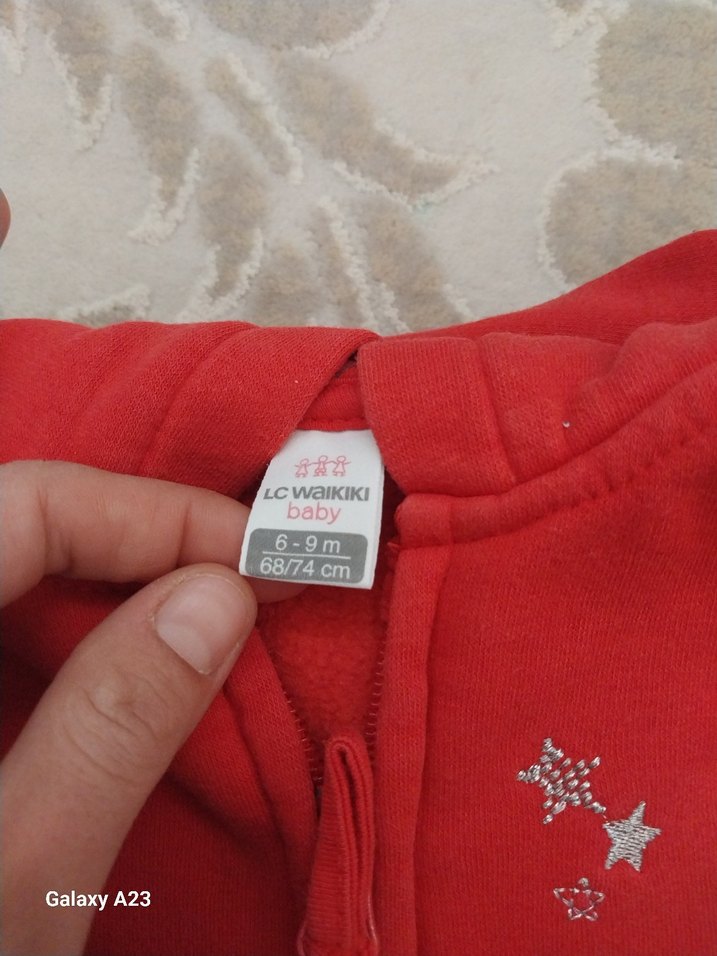 LC WAIKIKI
baby
6 - 9 m
68/74 cm
Galaxy A23